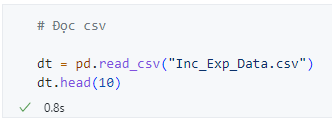 # Đọc csv
dt = pd.read_csv("Inc_Exp_Data.csv")
dt.head(10)
0.8s